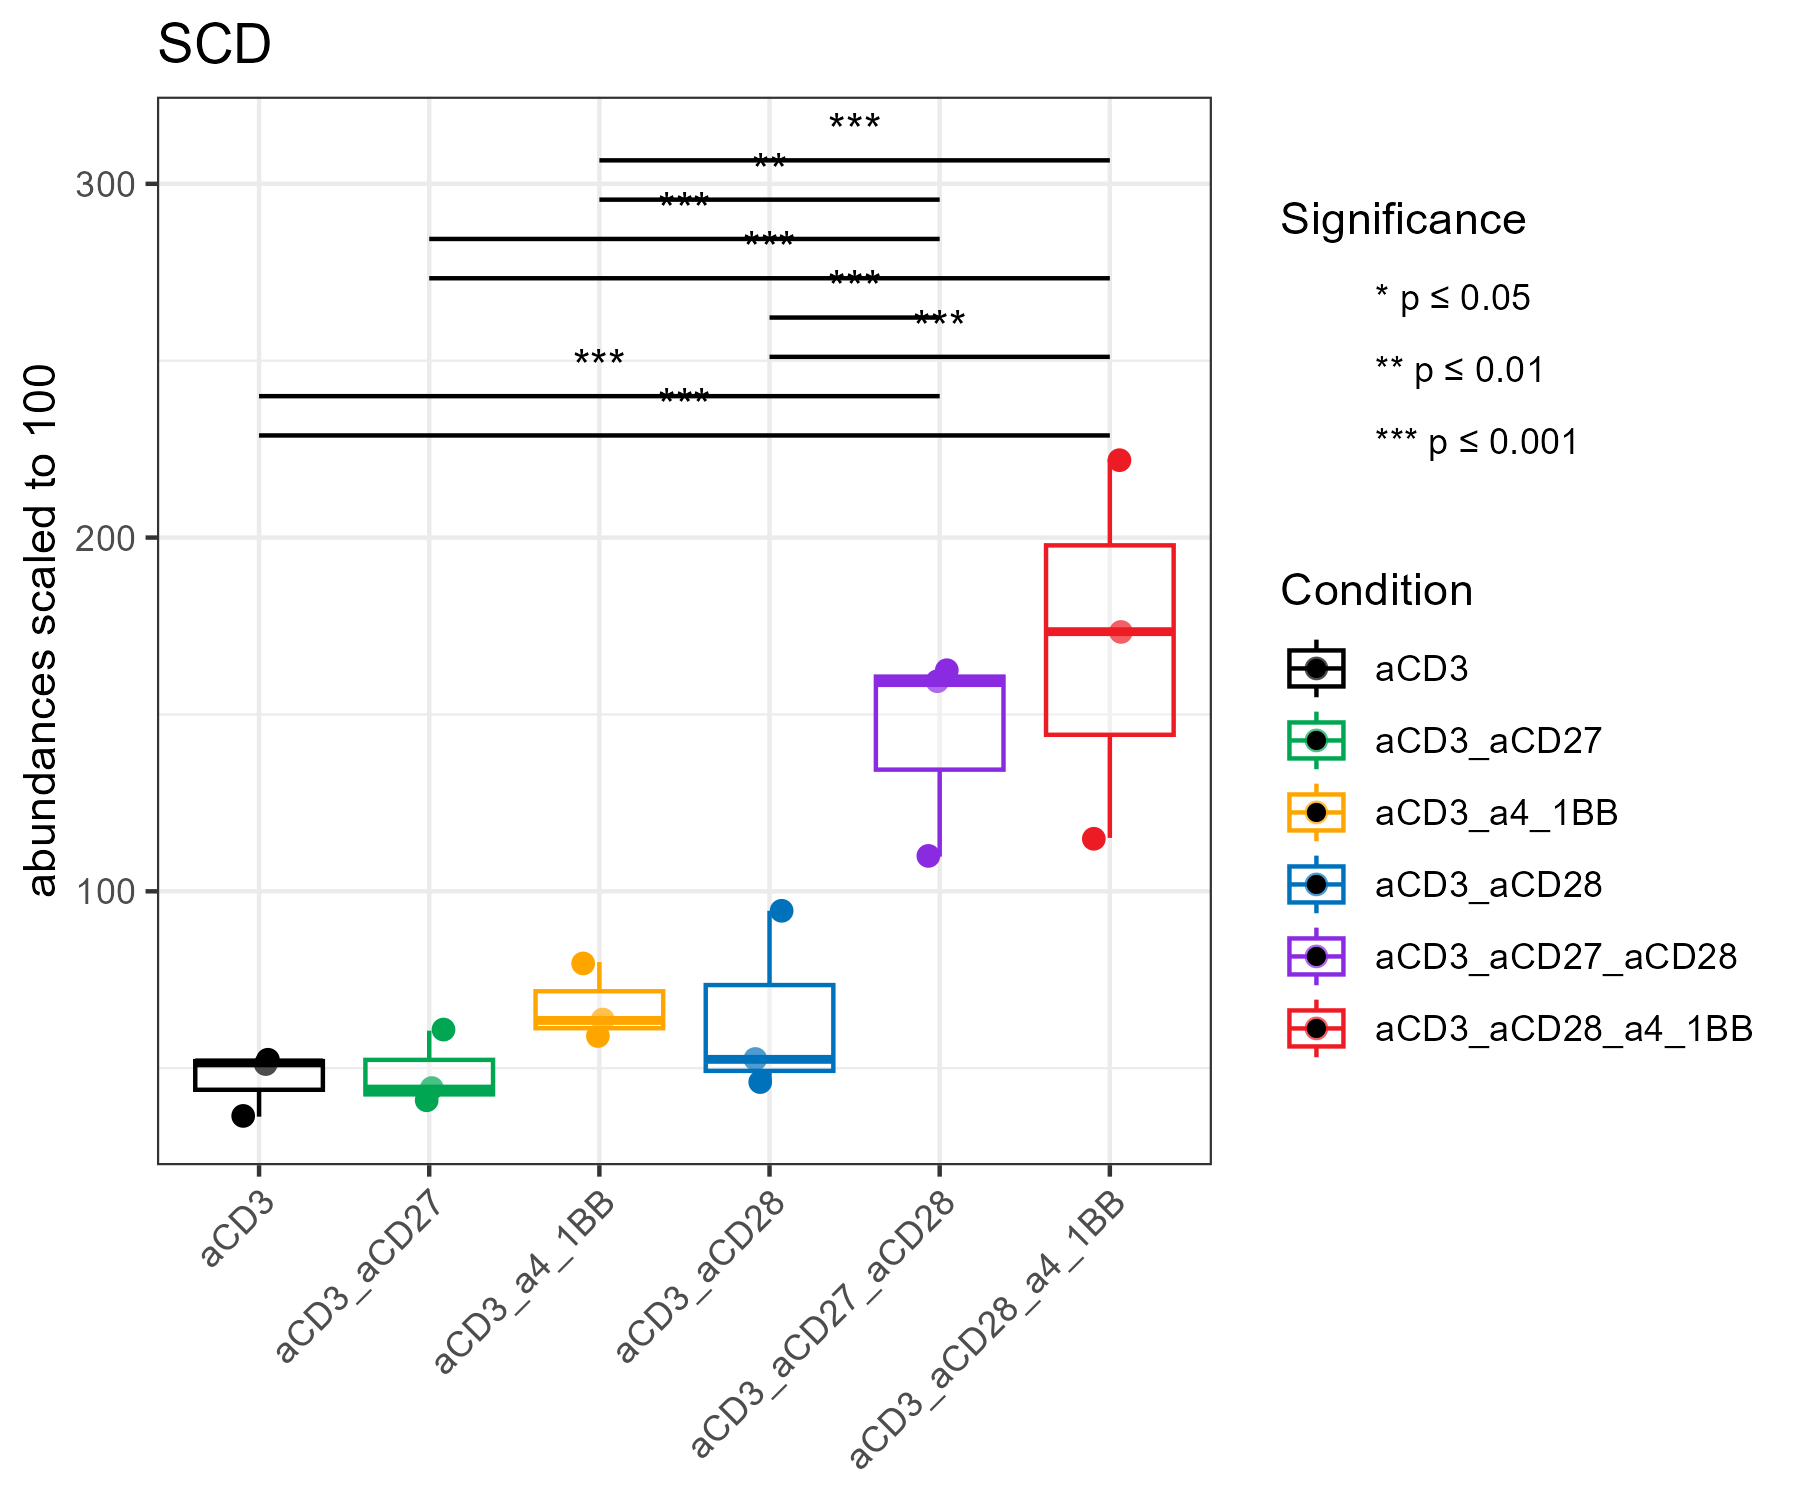 SCD
abundances scaled to 100
300
200
100
***
**
***
***
***
***
***
***
aCD3
aCD3_aCD27
aCD3_a4_1BB
aCD3_aCD28
aCD3_aCD27_aCD28
aCD3_aCD28_a4_1BB
Significance
* p ≤ 0.05
** p ≤ 0.01
*** p ≤ 0.001
Condition
aCD3
aCD3_aCD27
aCD3_a4_1BB
aCD3_aCD28
aCD3_aCD27_aCD28
aCD3_aCD28_a4_1BB